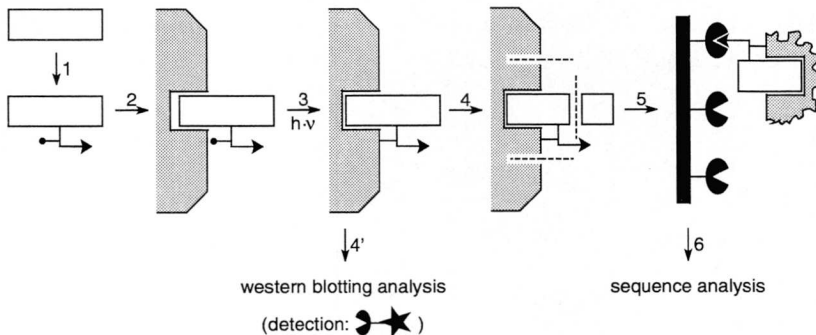 1
2
3
h·ν
4
5
4'
6
western blotting analysis
sequence analysis
(detection: )